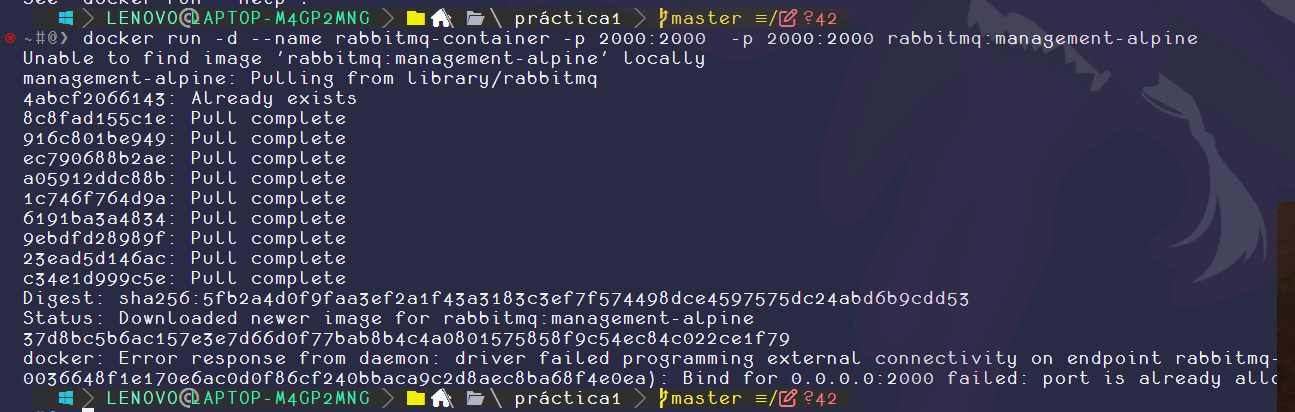 See 'docker run --help'.
LENOVO@LAPTOP-M4GP2MNG > \ práctica1 > master ≡/ ?42
~#@❯ docker run -d --name rabbitmq-container -p 2000:2000  -p 2000:2000 rabbitmq:management-alpine
Unable to find image 'rabbitmq:management-alpine' locally
management-alpine: Pulling from library/rabbitmq
4abcf2066143: Already exists
8c8fad155c1e: Pull complete
916c801be949: Pull complete
ec790688b2ae: Pull complete
a05912ddc88b: Pull complete
1c746f764d9a: Pull complete
6191ba3a4834: Pull complete
9ebdfd28989f: Pull complete
23ead5d146ac: Pull complete
c34e1d999c5e: Pull complete
Digest: sha256:5fb2a4d0f9faa3ef2a1f43a3183c3ef7f574498dce4597575dc24abd6b9cdd53
Status: Downloaded newer image for rabbitmq:management-alpine
37d8bc5b6ac157e3e7d66d0f77bab8b4c4a0801575858f9c54ec84c022ce1f79
docker: Error response from daemon: driver failed programming external connectivity on endpoint rabbitmq-
0036648f1e170e6ac0d0f86cf240bbaca9c2d8aec8ba68f4e0ea): Bind for 0.0.0.0:2000 failed: port is already allo
LENOVO@LAPTOP-M4GP2MNG > \ práctica1 > master ≡/ ?42